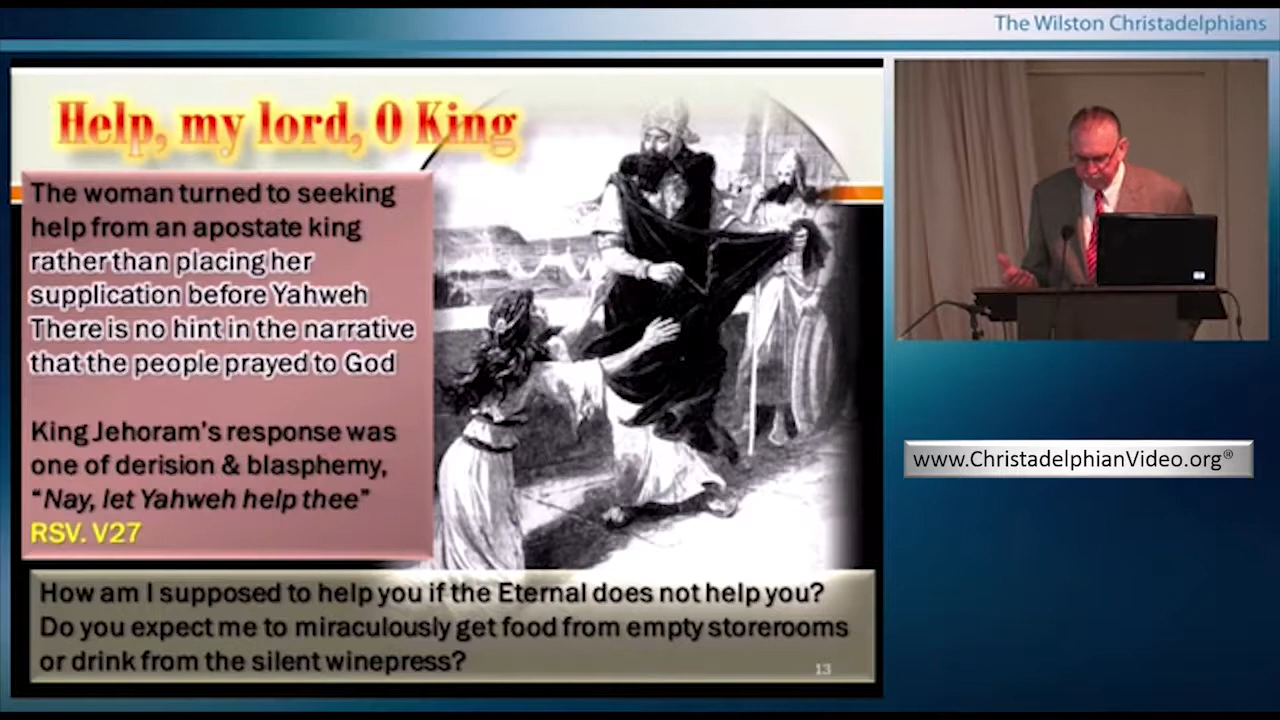 The Wilston Christadelphians
Help, my lord, O King
The woman turned to seeking
help from an apostate king
rather than placing her
supplication before Yahweh
There is no hint in the narrative
that the people prayed to God
King Jehoram's response was
one of derision & blasphemy,
"Nay, let Yahweh help thee"
RSV. V27
www.ChristadelphianVideo.org®
How am I supposed to help you if the Eternal does not help you?
Do you expect me to miraculously get food from empty storerooms
or drink from the silent winepress?
13